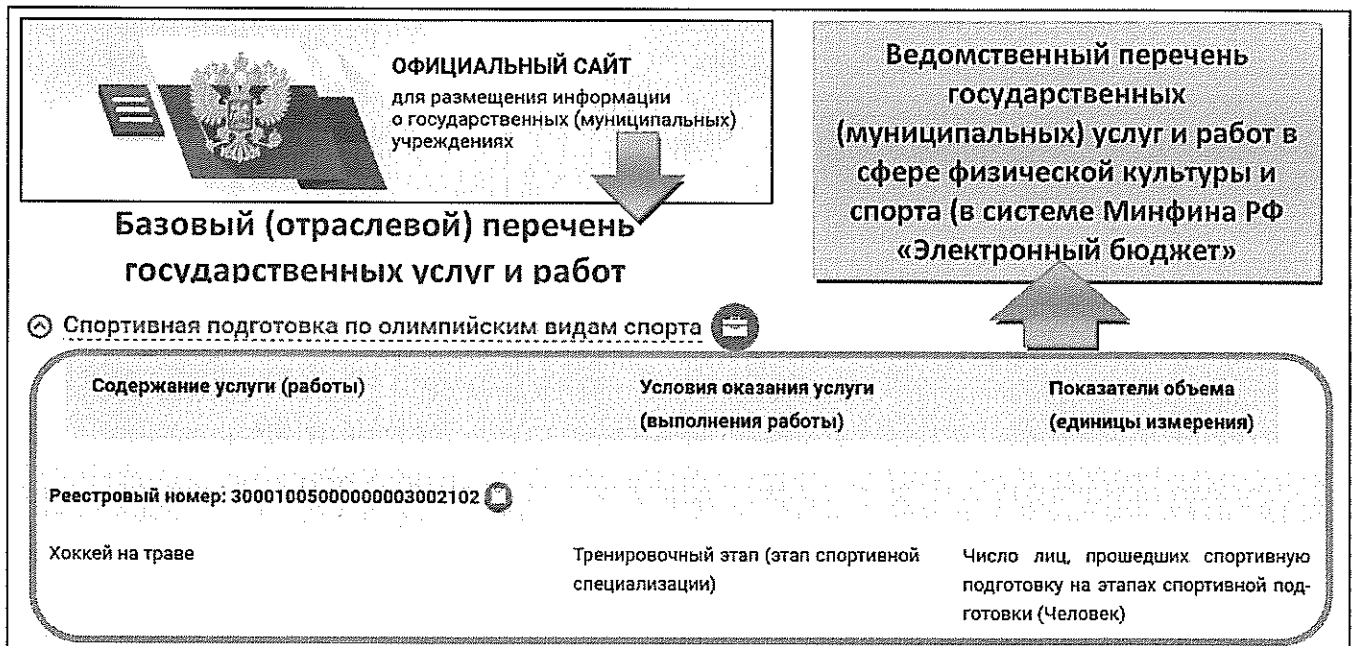 ОФИЦИАЛЬНЫЙ САЙТ
для размещения информации
о государственных (муниципальных)
учреждениях
Базовый (отраслевой) перечень
государственных услуг и работ
Ведомственный перечень
государственных
(муниципальных) услуг и работ в
сфере физической культуры и
спорта (в системе Минфина РФ
«Электронный бюджет»
Спортивная подготовка по олимпийским видам спорта
Содержание услуги (работы)
Условия оказания услуги
(выполнения работы)
Показатели объема
(единицы измерения)
Реестровый номер: 30001005000000003002102
Хоккей на траве
Тренировочный этап (этап спортивной
специализации)
Число лиц, прошедших спортивную
подготовку на этапах спортивной под-
готовки (Человек)